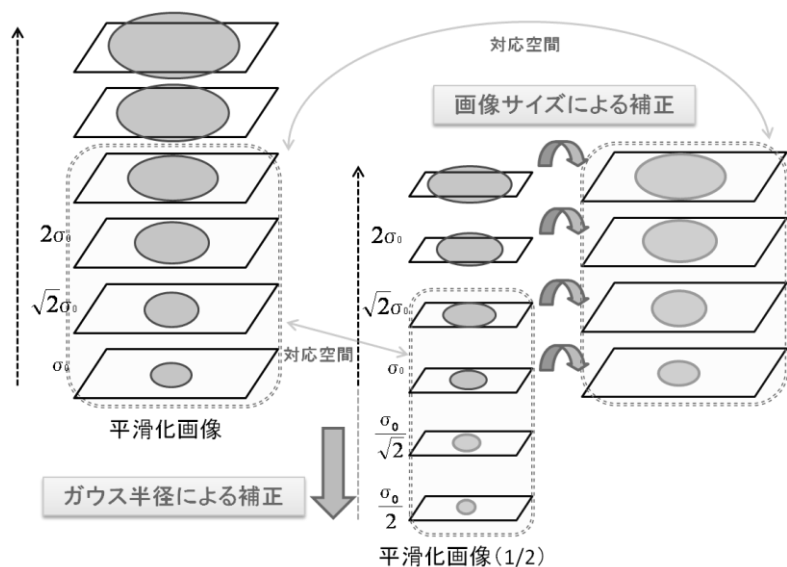 対応空間
画像サイズによる補正
2σ₀
√2σ₀
σ₀
平滑化画像
対応空間
2σ₀
√2σ₀
σ₀
σ₀/√2
σ₀/2
ガウス半径による補正
平滑化画像(1/2)